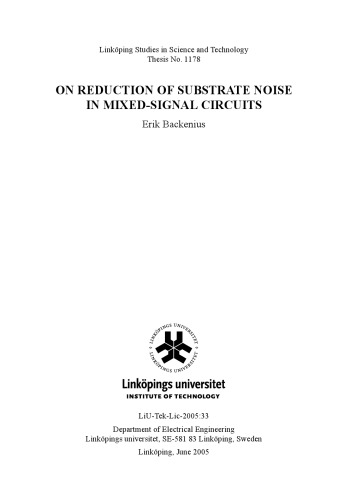 Linköping Studies in Science and Technology
Thesis No. 1178
ON REDUCTION OF SUBSTRATE NOISE
IN MIXED-SIGNAL CIRCUITS
Erik Backenius
LINKÖPINGS UNIVERSITET
LINKÖPINGS UNIVERSITET
Linköpings universitet
INSTITUTE OF TECHNOLOGY
LiU-Tek-Lic-2005:33
Department of Electrical Engineering
Linköpings universitet, SE-581 83 Linköping, Sweden
Linköping, June 2005